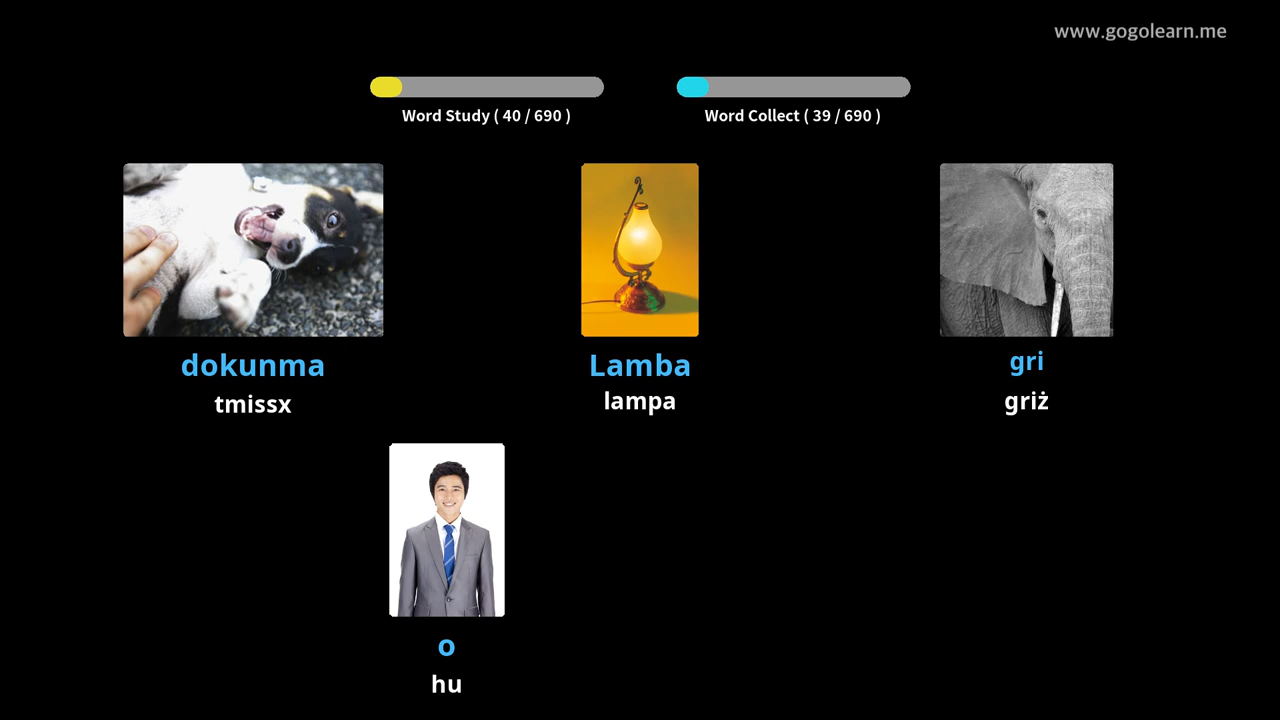 www.gogolearn.me
Word Study ( 40 / 690 )
Word Collect ( 39 / 690 )
dokunma
tmissx
Lamba
lampa
gri
griż
o
hu